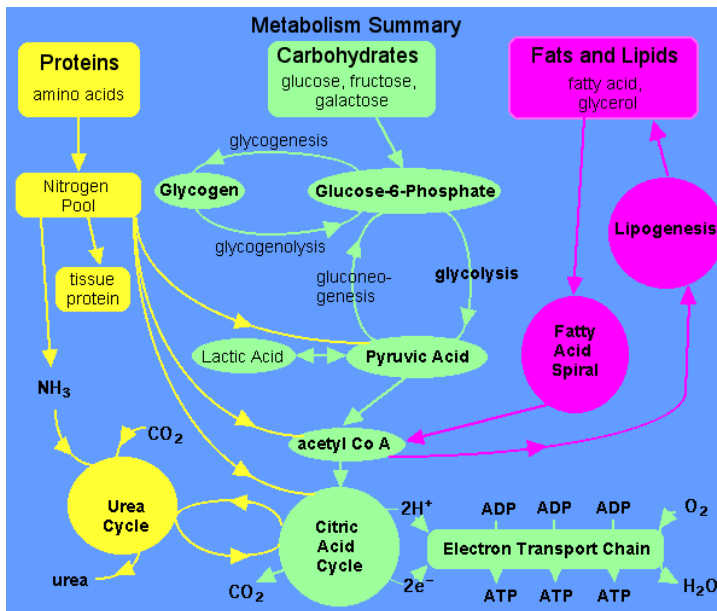 Metabolism Summary
Proteins
amino acids
Carbohydrates
glucose, fructose,
galactose
Fats and Lipids
fatty acid,
glycerol
glycogenesis
Nitrogen
Pool
Glycogen
Glucose-6-Phosphate
Lipogenesis
glycogenolysis
tissue
protein
gluconeo-
genesis
glycolysis
Fatty
Acid
Spiral
Lactic Acid
Pyruvic Acid
NH₃
CO₂
acetyl Co A
Urea
Cycle
Citric
Acid
Cycle
2H⁺
2e⁻
ADP ADP ADP
O₂
Electron Transport Chain
urea
CO₂
ATP ATP ATP
H₂O